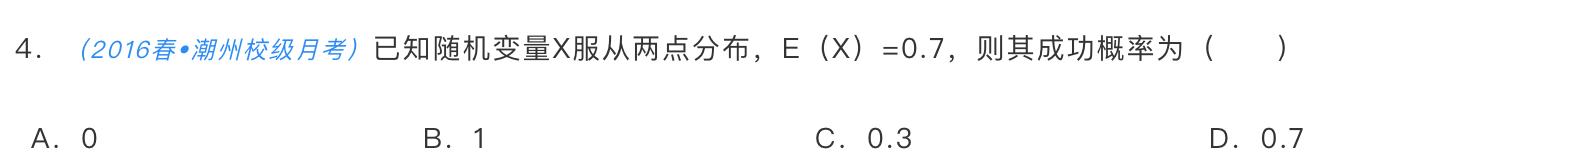 4. （2016春•潮州校级月考）已知随机变量X服从两点分布，E（X）=0.7，则其成功概率为（　　）
A. 0　　B. 1　　C. 0.3　　D. 0.7